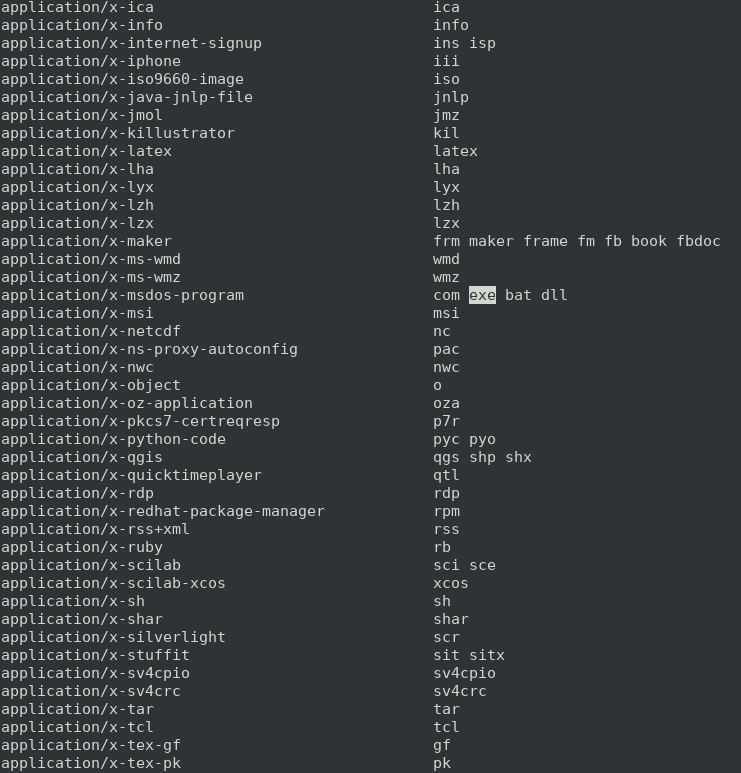 application/x-ica ica
application/x-info info
application/x-internet-signup ins isp
application/x-iphone iii
application/x-iso9660-image iso
application/x-java-jnlp-file jnlp
application/x-jmol jmz
application/x-killustrator kil
application/x-latex latex
application/x-lha lha
application/x-lyx lyx
application/x-lzh lzh
application/x-lzx lzx
application/x-maker frm maker frame fm fb book fbdoc
application/x-ms-wmd wmd
application/x-ms-wmz wmz
application/x-msdos-program com exe bat dll
application/x-msi msi
application/x-netcdf nc
application/x-ns-proxy-autoconfig pac
application/x-nwc nwc
application/x-object o
application/x-oz-application oza
application/x-pkcs7-certreqresp p7r
application/x-python-code pyc pyo
application/x-qgis qgs shp shx
application/x-quicktimeplayer qtl
application/x-rdp rdp
application/x-redhat-package-manager rpm
application/x-rss+xml rss
application/x-ruby rb
application/x-scilab sci sce
application/x-scilab-xcos xcos
application/x-sh sh
application/x-shar shar
application/x-silverlight scr
application/x-stuffit sit sitx
application/x-sv4cpio sv4cpio
application/x-sv4crc sv4crc
application/x-tar tar
application/x-tcl tcl
application/x-tex-gf gf
application/x-tex-pk pk